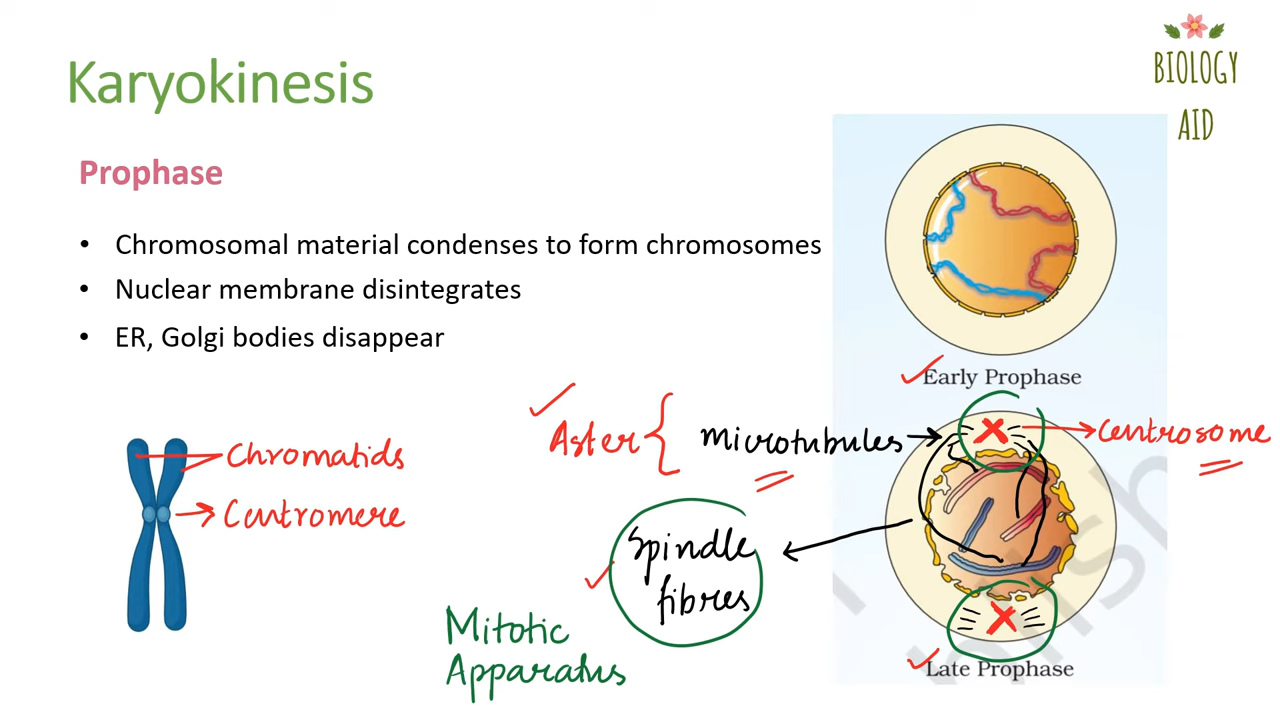 Karyokinesis
BIOLOGY
AID
Prophase
• Chromosomal material condenses to form chromosomes
• Nuclear membrane disintegrates
• ER, Golgi bodies disappear
Early Prophase
Aster { microtubules
Centrosome
Chromatids
Centromere
Spindle
fibres
Mitotic
Apparatus
Late Prophase